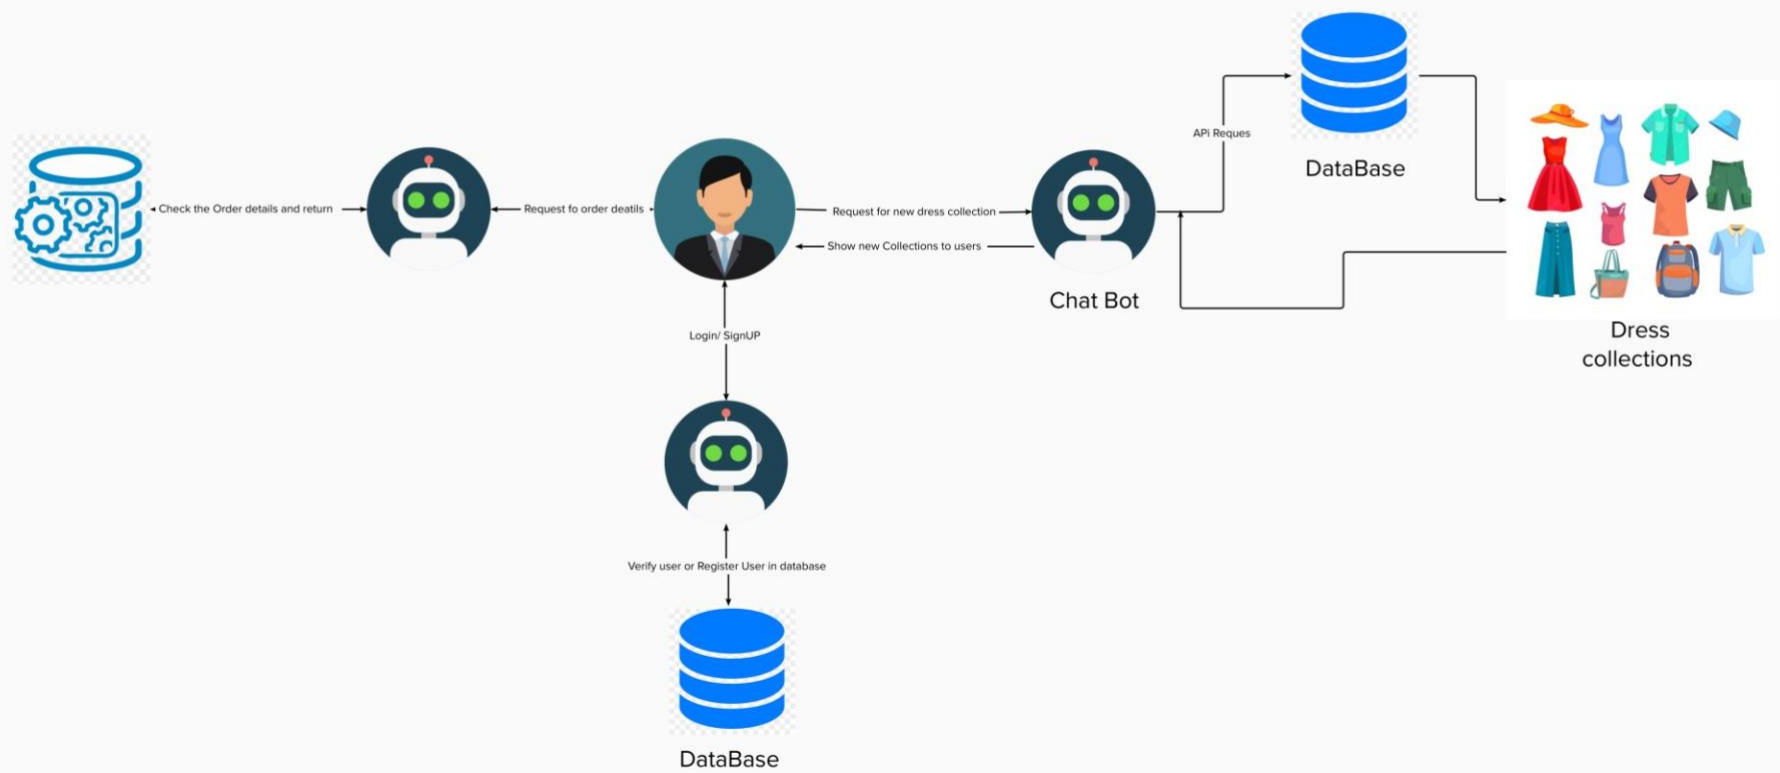 APi Reques
DataBase
Check the Order details and return
Request fo order deatils
Request for new dress collection
Show new Collections to users
Chat Bot
Dress
collections
Login/ SignUP
Verify user or Register User in database
DataBase